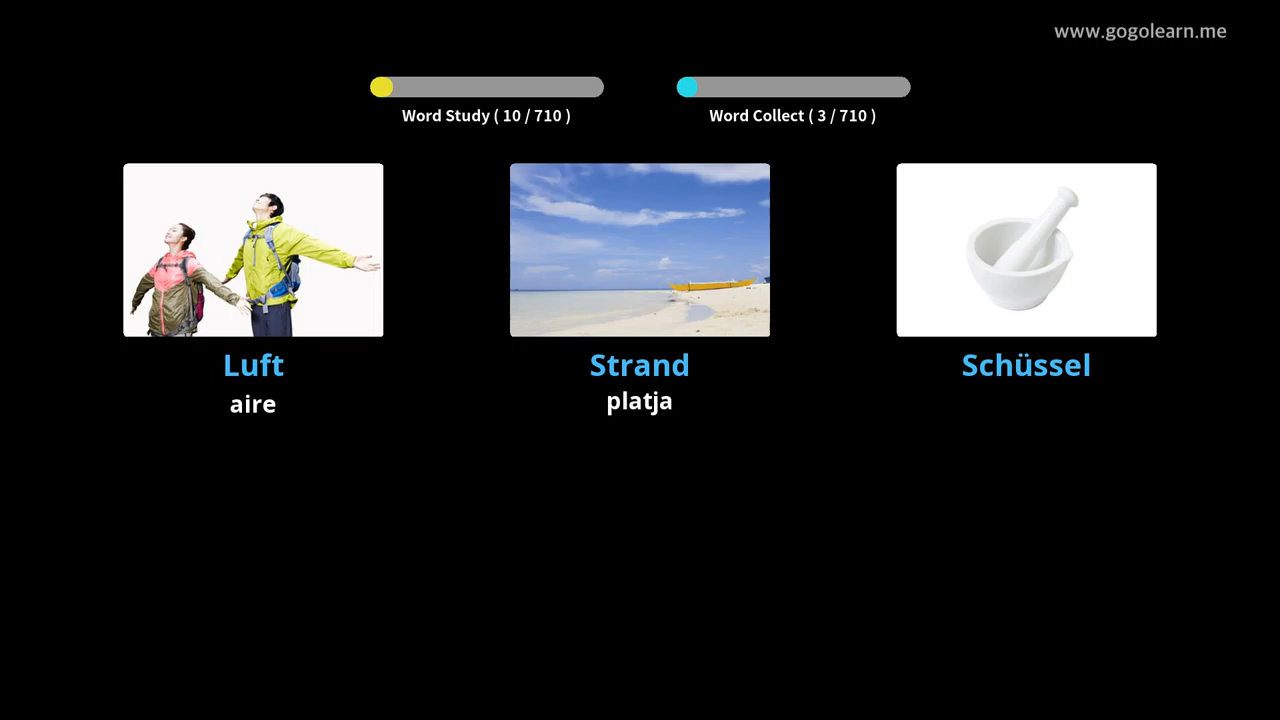 www.gogolearn.me
Word Study ( 10 / 710 )
Word Collect ( 3 / 710 )
Luft
Strand
Schüssel
aire
platja